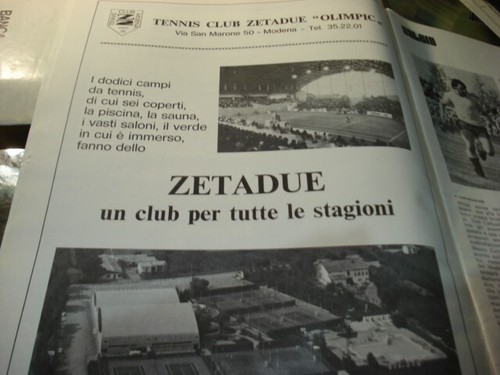 TENNIS CLUB ZETADUE "OLIMPIC"
Via San Marone 50 - Modena - Tel. 35.22.01
I dodici campi
da tennis,
di cui sei coperti,
la piscina, la sauna,
i vasti saloni, il verde
in cui è immerso,
fanno dello
ZETADUE
un club per tutte le stagioni